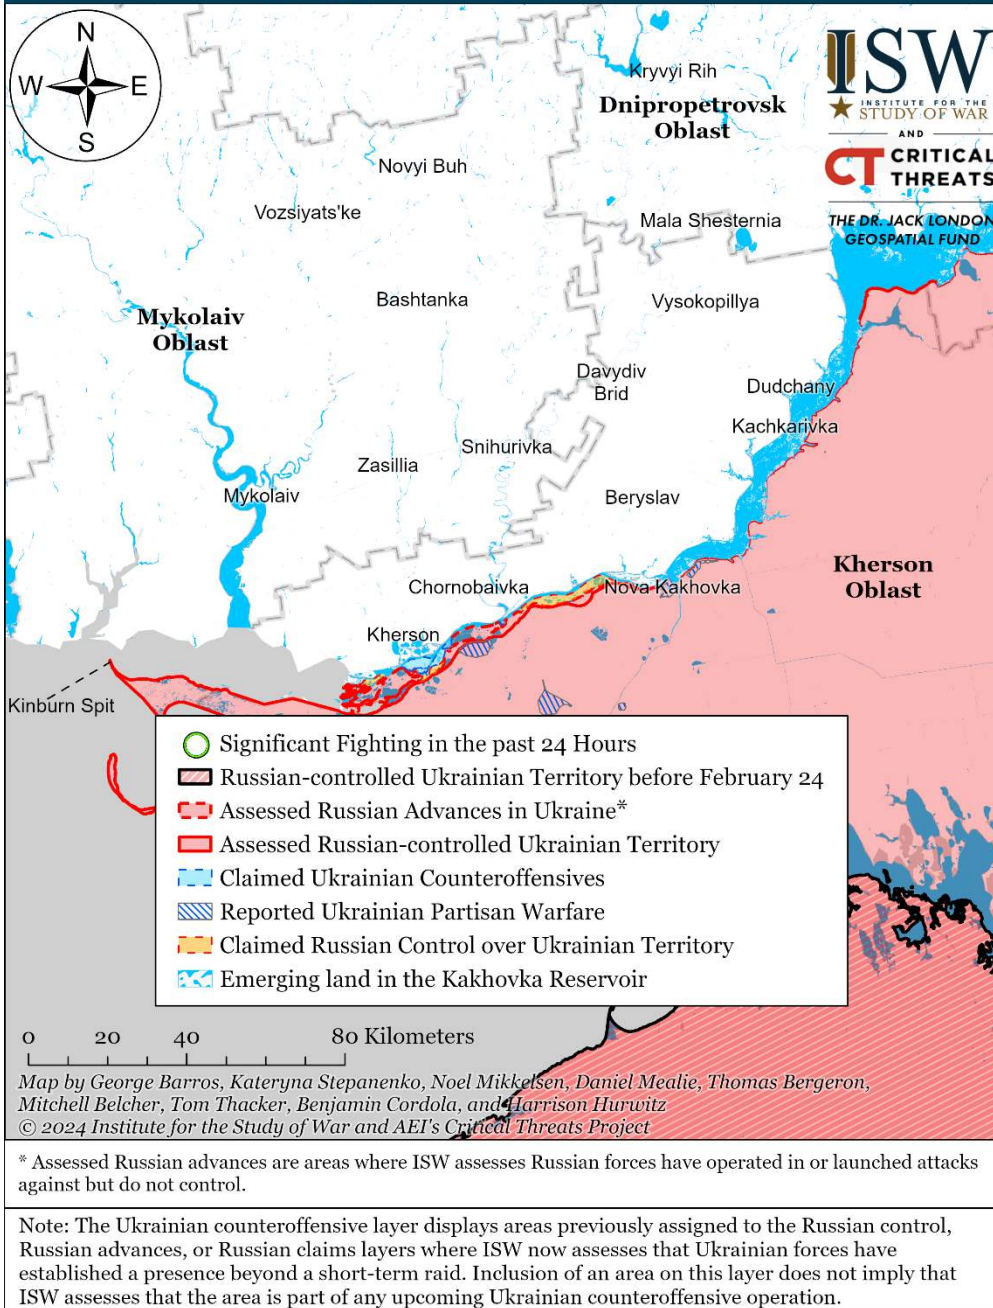 N
W E
S
ISW
INSTITUTE FOR THE
STUDY OF WAR
AND
CT CRITICAL
THREATS
THE DR. JACK LONDON
GEOSPATIAL FUND
Kryvyi Rih
Dnipropetrovsk
Oblast
Novyi Buh
Vozsiyats'ke
Mala Shesternia
Bashtanka
Vysokopillya
Mykolaiv
Oblast
Davydiv
Brid
Dudchany
Kachkarivka
Snihurivka
Zasillia
Mykolaiv
Beryslav
Kherson
Oblast
Chornobaivka
Nova Kakhovka
Kherson
Kinburn Spit
Significant Fighting in the past 24 Hours
Russian-controlled Ukrainian Territory before February 24
Assessed Russian Advances in Ukraine*
Assessed Russian-controlled Ukrainian Territory
Claimed Ukrainian Counteroffensives
Reported Ukrainian Partisan Warfare
Claimed Russian Control over Ukrainian Territory
Emerging land in the Kakhovka Reservoir
0 20 40 80 Kilometers
Map by George Barros, Kateryna Stepanenko, Noel Mikkelsen, Daniel Mealie, Thomas Bergeron,
Mitchell Belcher, Tom Thacker, Benjamin Cordola, and Harrison Hurwitz
© 2024 Institute for the Study of War and AEI's Critical Threats Project
* Assessed Russian advances are areas where ISW assesses Russian forces have operated in or launched attacks
against but do not control.
Note: The Ukrainian counteroffensive layer displays areas previously assigned to the Russian control,
Russian advances, or Russian claims layers where ISW now assesses that Ukrainian forces have
established a presence beyond a short-term raid. Inclusion of an area on this layer does not imply that
ISW assesses that the area is part of any upcoming Ukrainian counteroffensive operation.